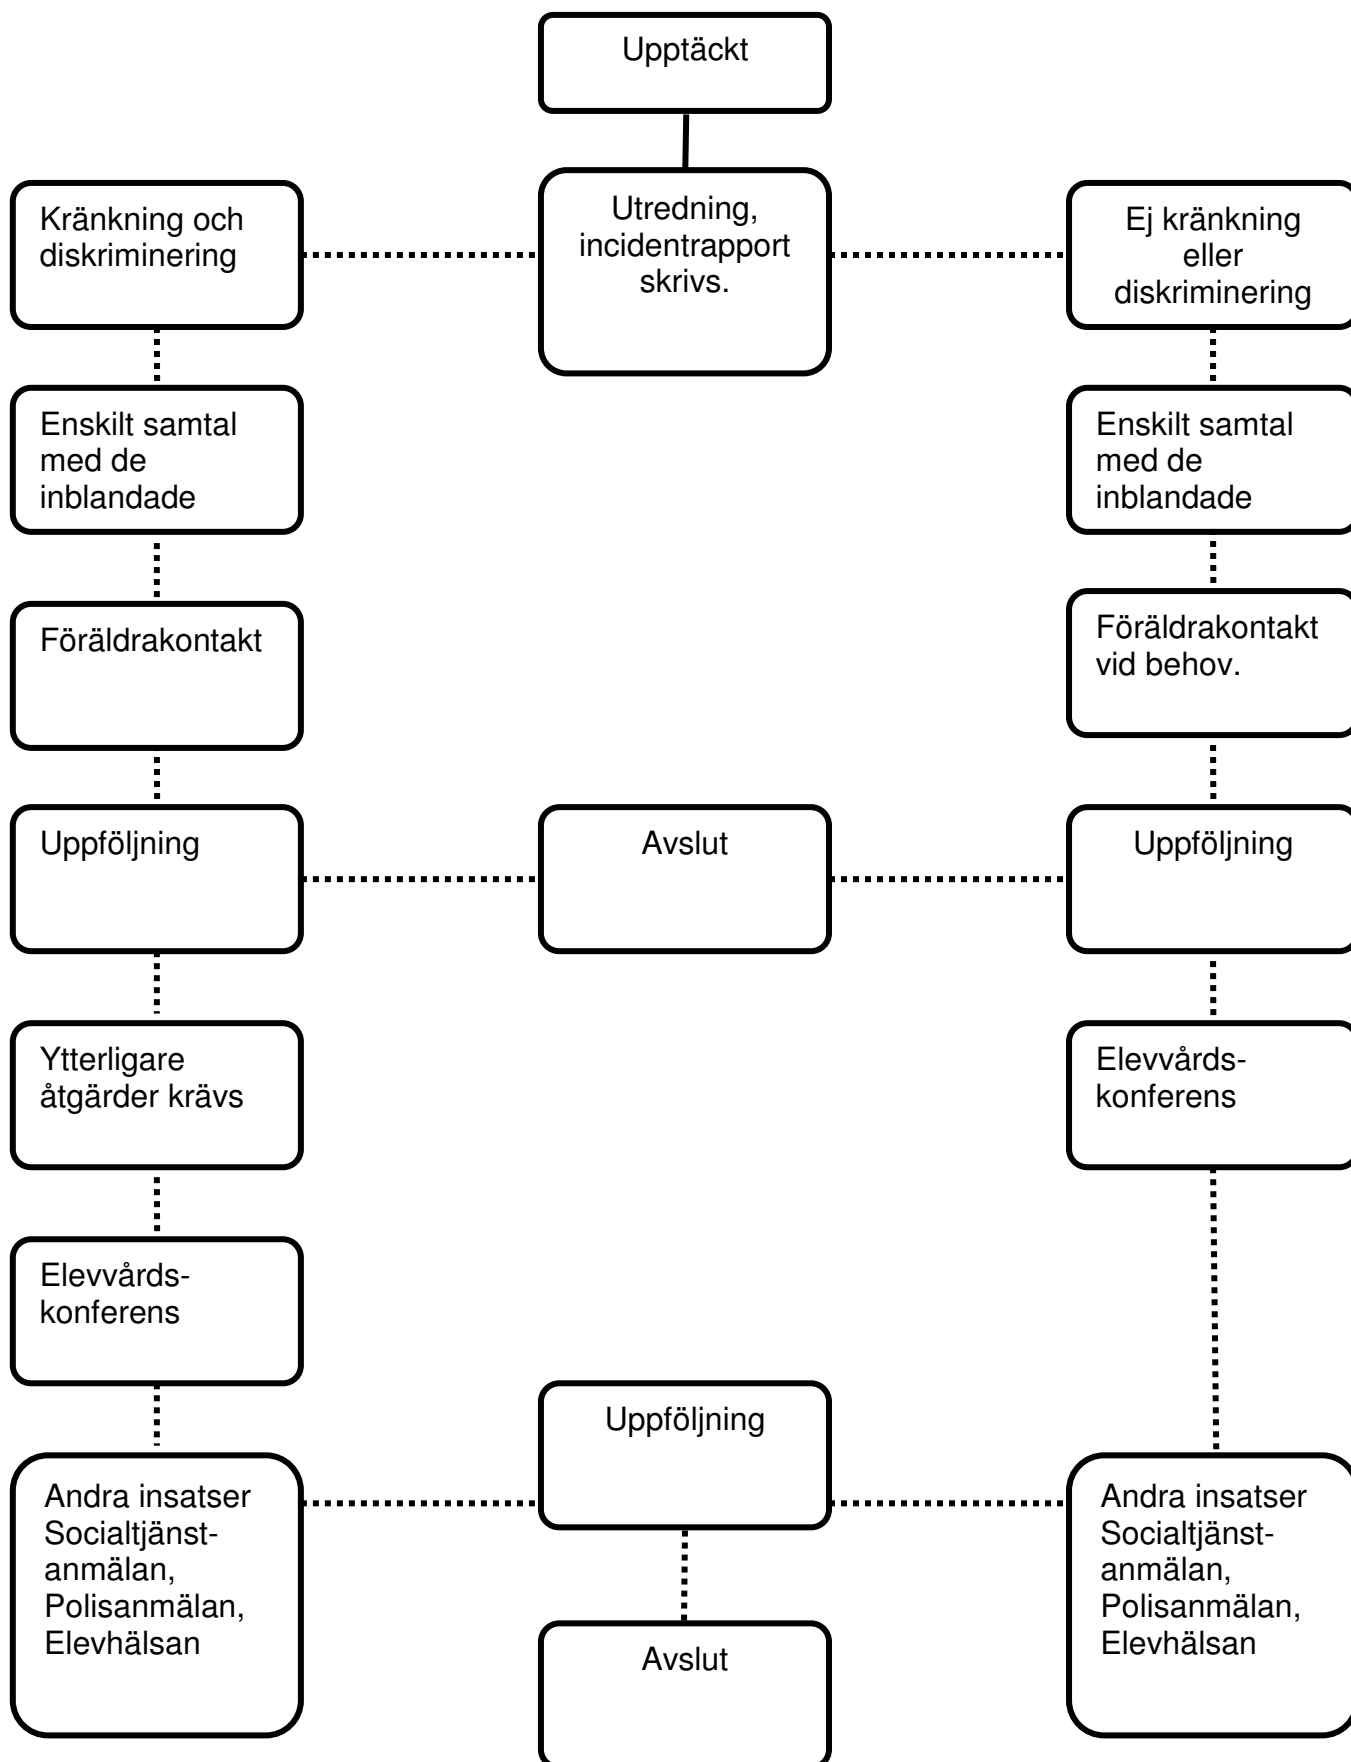 Upptäckt
Kränkning och
diskriminering
Utredning,
incidentrapport
skrivs.
Ej kränkning
eller
diskriminering
Enskilt samtal
med de
inblandade
Enskilt samtal
med de
inblandade
Föräldrakontakt
Föräldrakontakt
vid behov.
Uppföljning
Avslut
Uppföljning
Ytterligare
åtgärder krävs
Elevvårds-
konferens
Elevvårds-
konferens
Uppföljning
Andra insatser
Socialtjänst-
anmälan,
Polisanmälan,
Elevhälsan
Andra insatser
Socialtjänst-
anmälan,
Polisanmälan,
Elevhälsan
Avslut